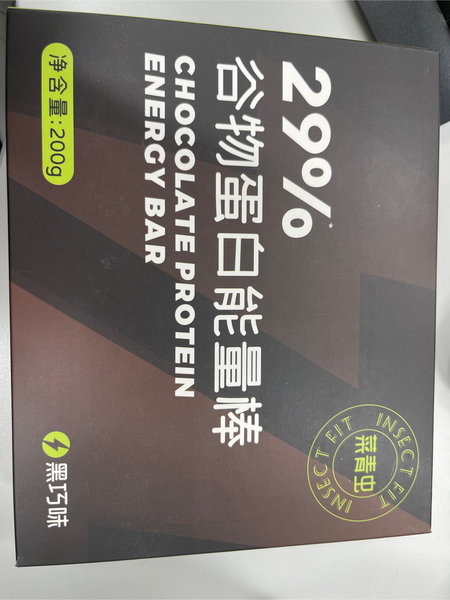 INSECT FIT
菜青虫
INSECT FIT
29%*
谷物蛋白能量棒
CHOCOLATE PROTEIN
ENERGY BAR
净含量:200g
黑巧味